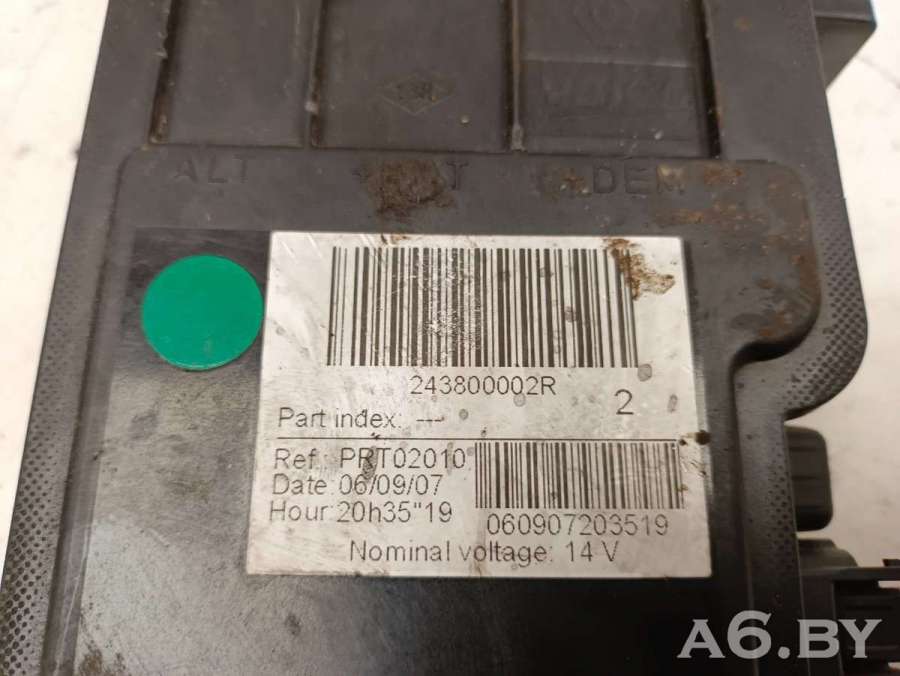 ALT
DEM
243800002R
2
Part index: ---
Ref.: PRT02010
Date: 06/09/07
Hour: 20h35"19
060907203519
Nominal voltage: 14 V
A6.BY